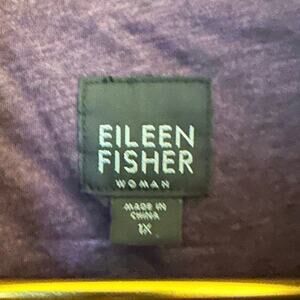 EILEEN
FISHER
WOMAN
MADE IN
CHINA
1X